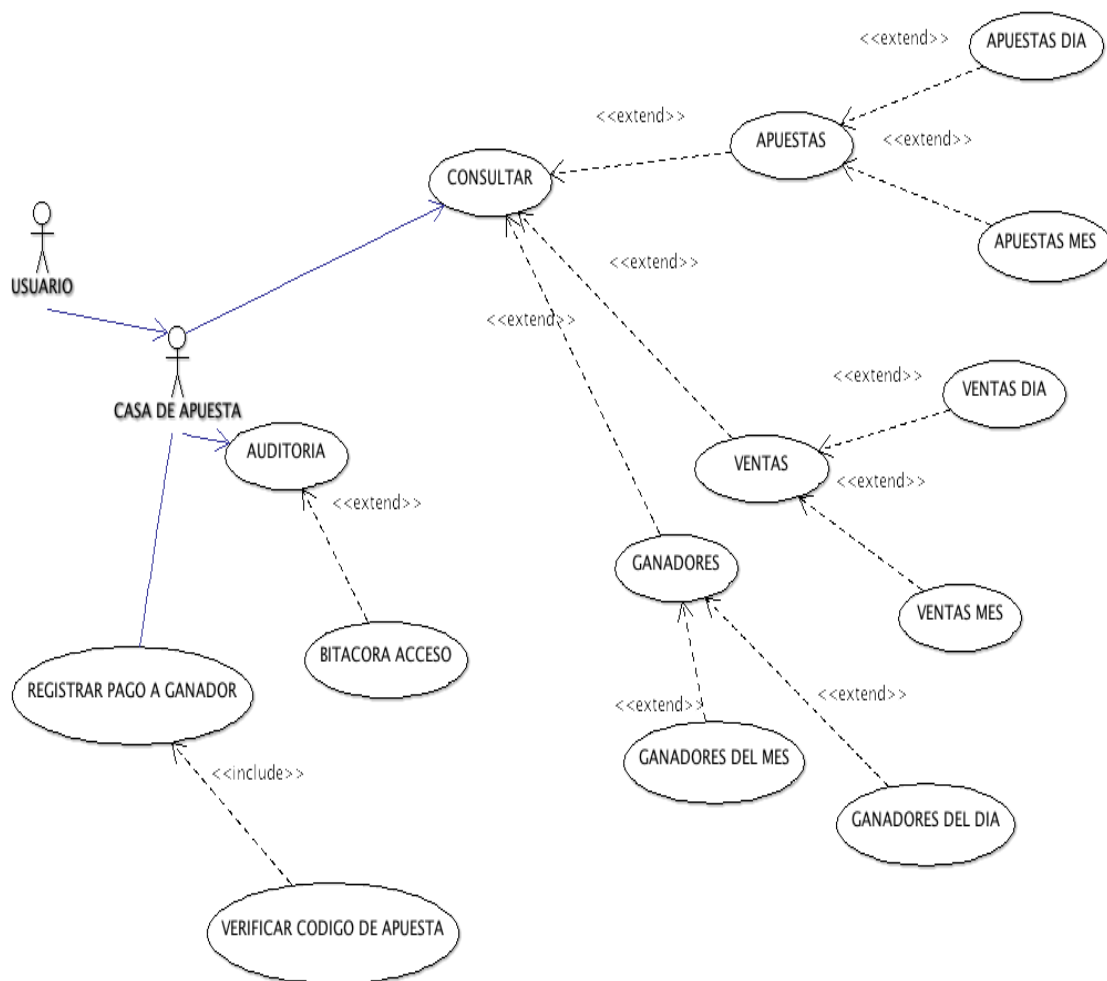 <<extend>>
APUESTAS DIA
<<extend>>
APUESTAS
<<extend>>
CONSULTAR
APUESTAS MES
USUARIO
<<extend>>
<<extend>>
CASA DE APUESTA
<<extend>>
VENTAS DIA
AUDITORIA
VENTAS
<<extend>>
<<extend>>
GANADORES
VENTAS MES
BITACORA ACCESO
REGISTRAR PAGO A GANADOR
<<extend>>
<<extend>>
GANADORES DEL MES
<<include>>
GANADORES DEL DIA
VERIFICAR CODIGO DE APUESTA